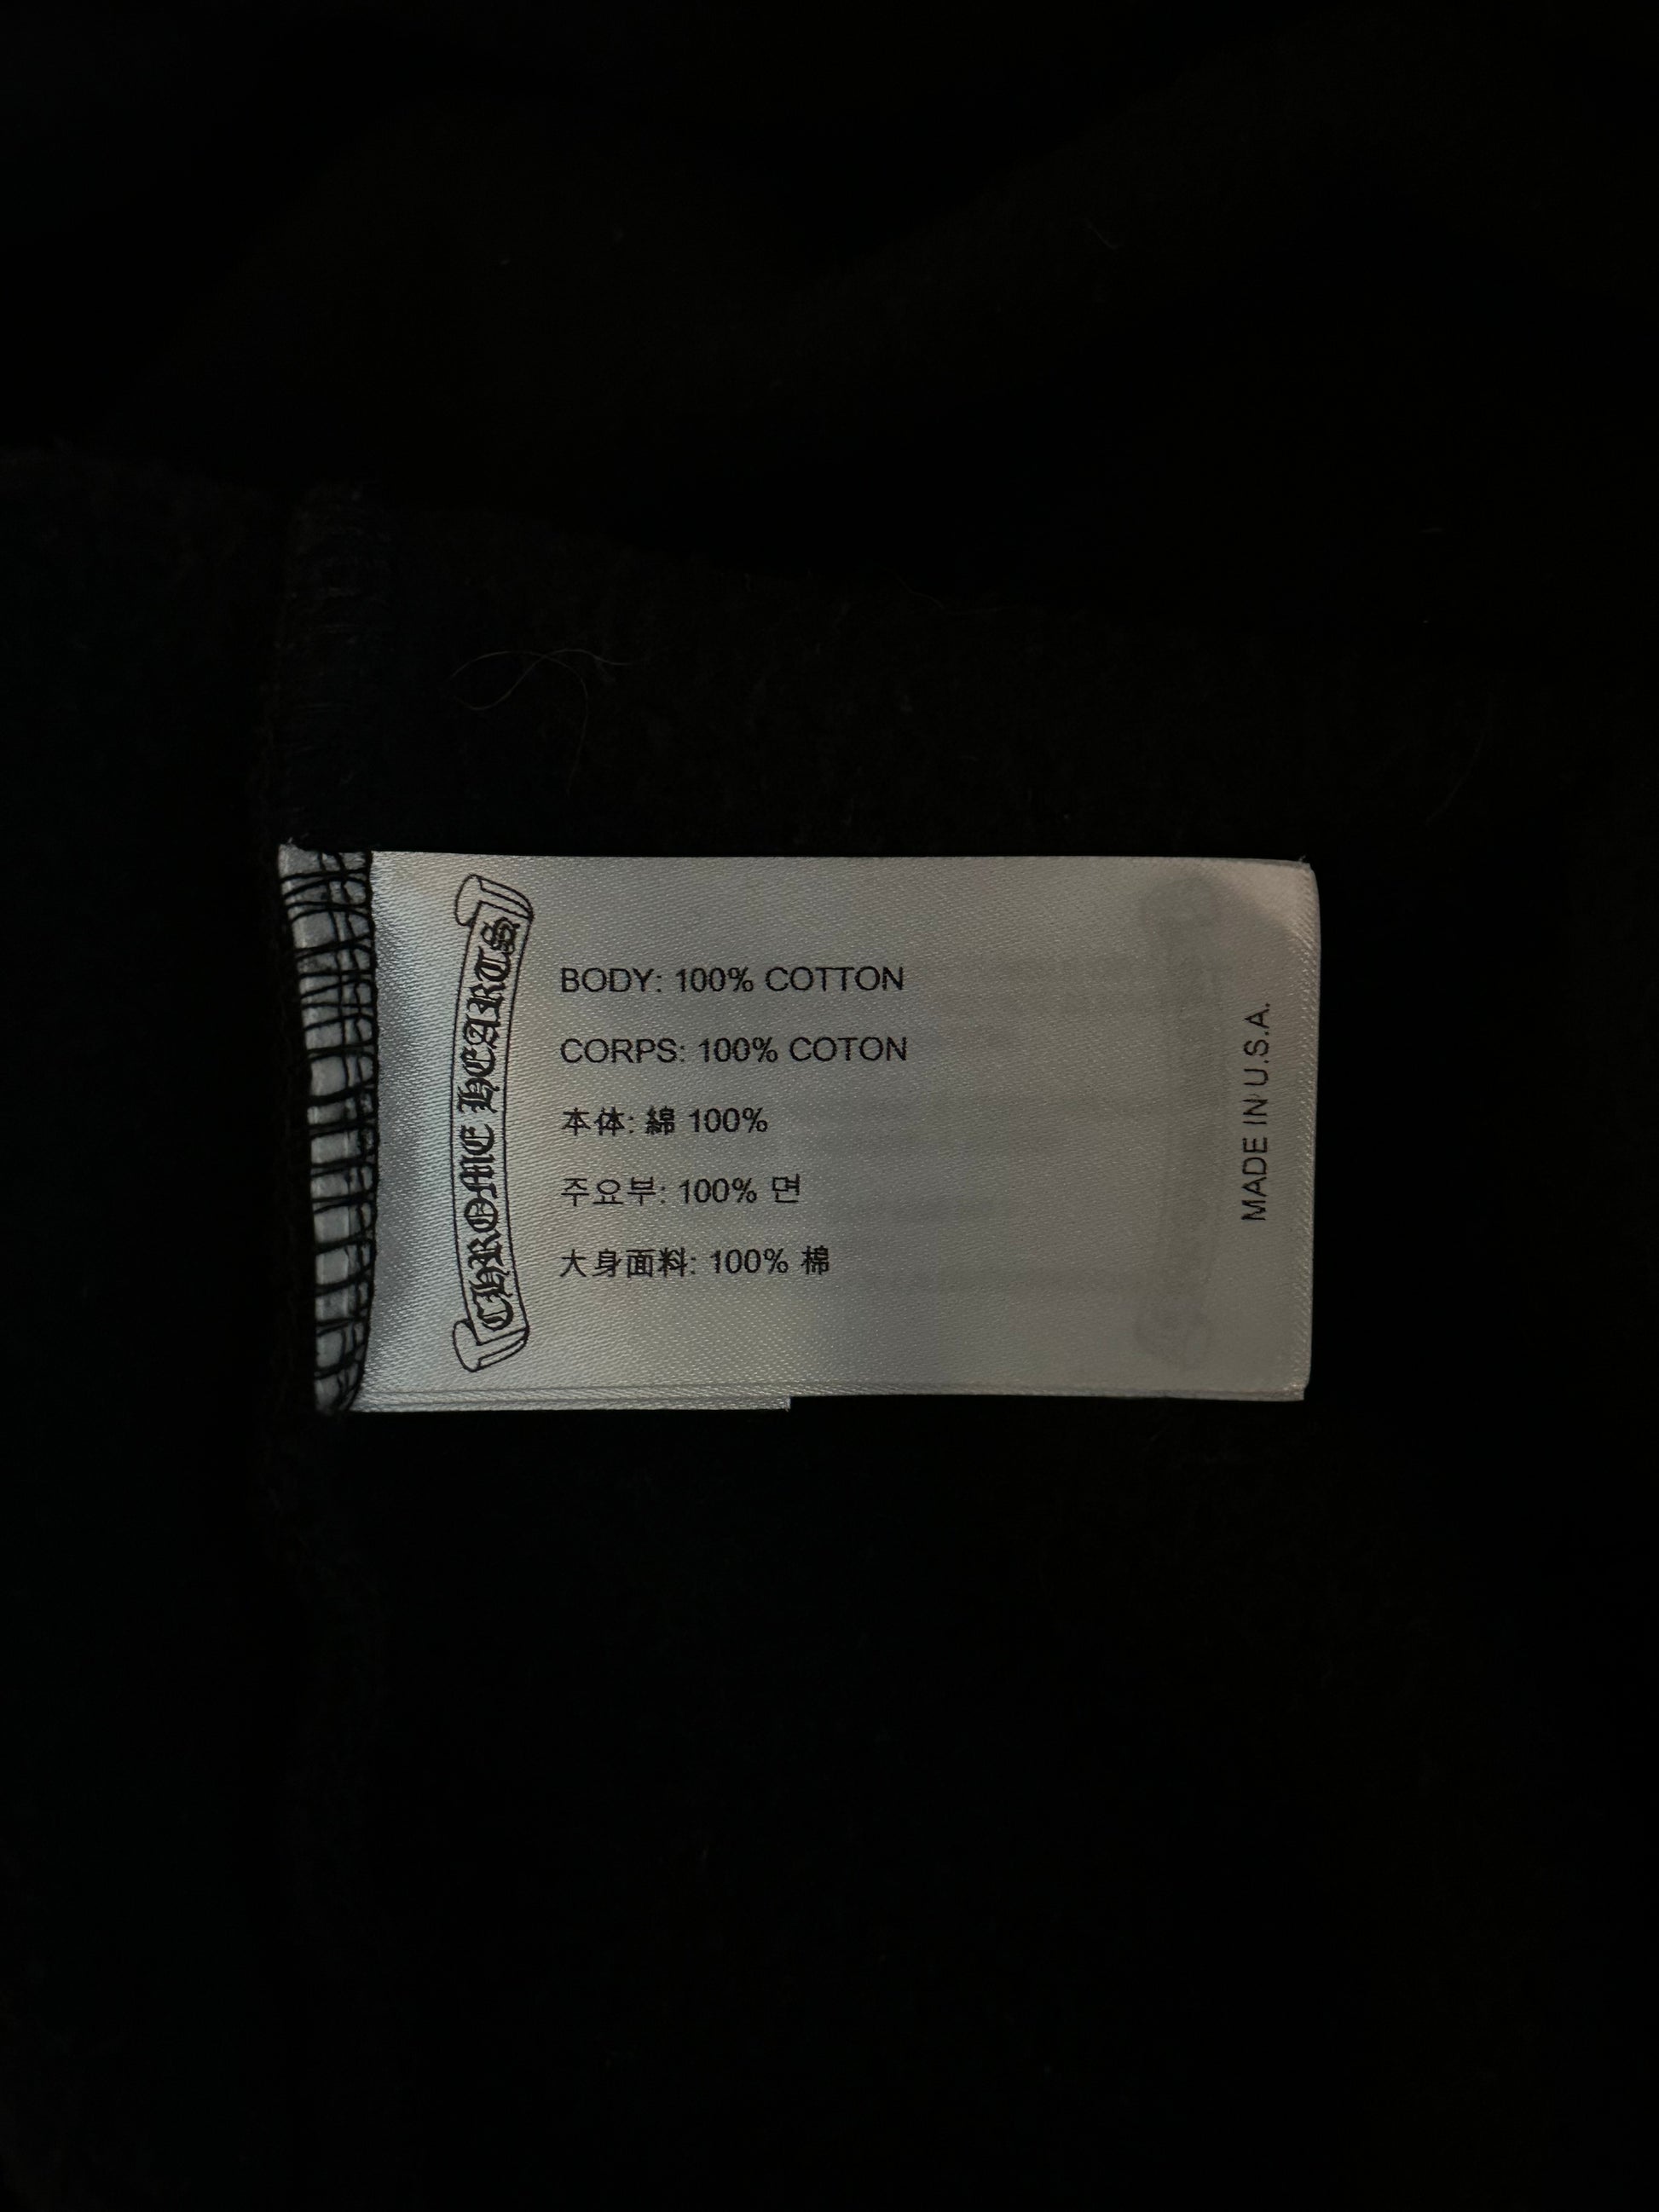 CHROME HEARTS
BODY: 100% COTTON
CORPS: 100% COTON
本体: 綿 100%
주요부: 100% 면
大身面料: 100% 棉
MADE IN U.S.A.